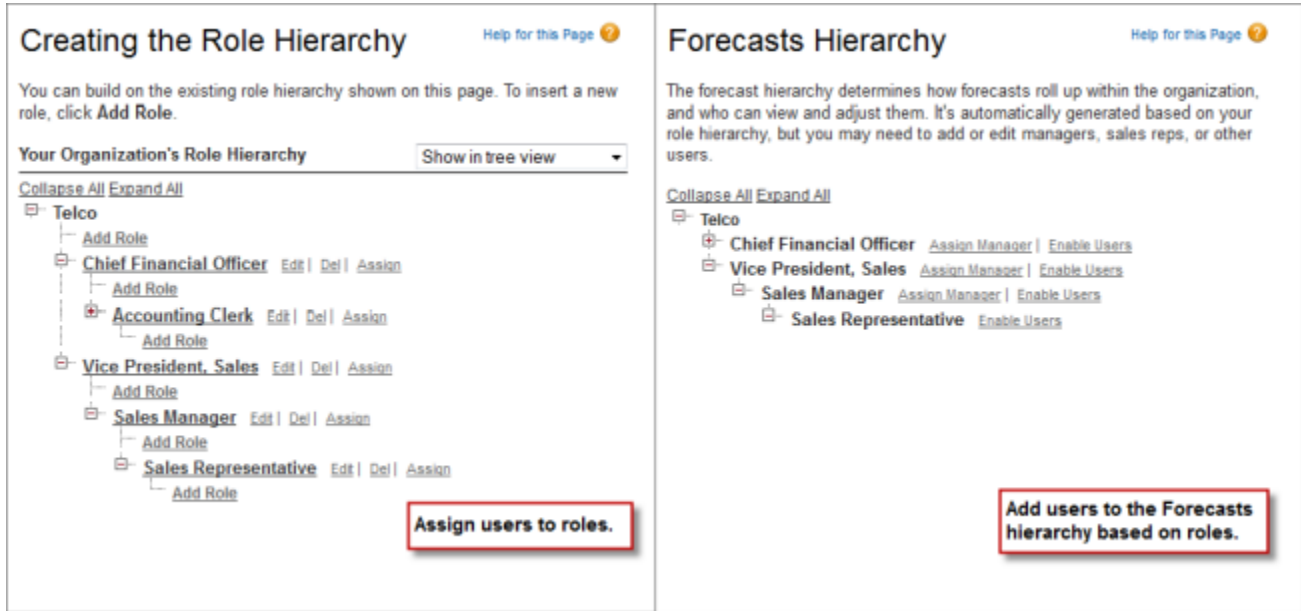 Creating the Role Hierarchy
Help for this Page ?
You can build on the existing role hierarchy shown on this page. To insert a new
role, click Add Role.
Your Organization's Role Hierarchy
Show in tree view
Collapse All Expand All
Telco
Add Role
Chief Financial Officer Edit | Del | Assign
Add Role
Accounting Clerk Edit | Del | Assign
Add Role
Vice President, Sales Edit | Del | Assign
Add Role
Sales Manager Edit | Del | Assign
Add Role
Sales Representative Edit | Del | Assign
Add Role
Assign users to roles.
Forecasts Hierarchy
Help for this Page ?
The forecast hierarchy determines how forecasts roll up within the organization,
and who can view and adjust them. It's automatically generated based on your
role hierarchy, but you may need to add or edit managers, sales reps, or other
users.
Collapse All Expand All
Telco
Chief Financial Officer Assign Manager | Enable Users
Vice President, Sales Assign Manager | Enable Users
Sales Manager Assign Manager | Enable Users
Sales Representative Enable Users
Add users to the Forecasts
hierarchy based on roles.